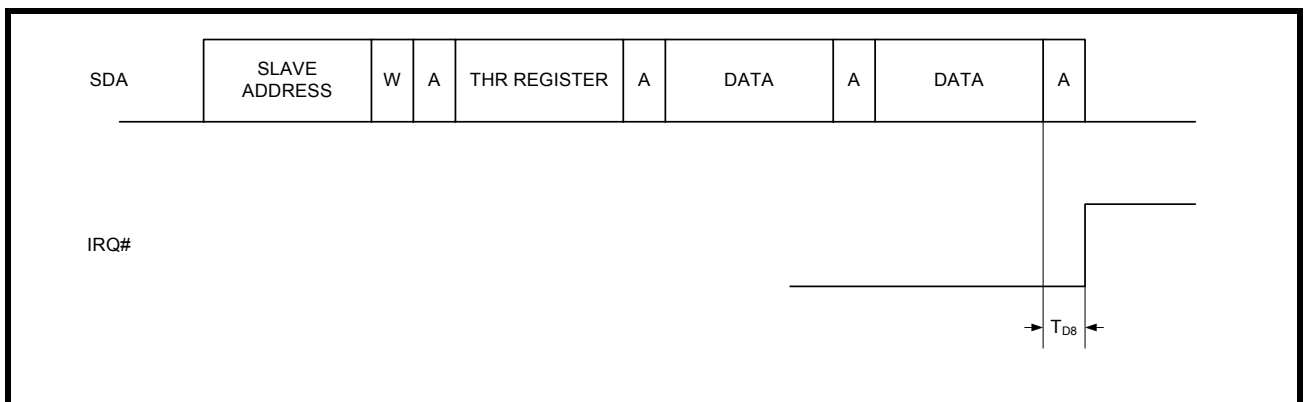 SDA
SLAVE
ADDRESS
W
A
THR REGISTER
A
DATA
A
DATA
A
IRQ#
TD8